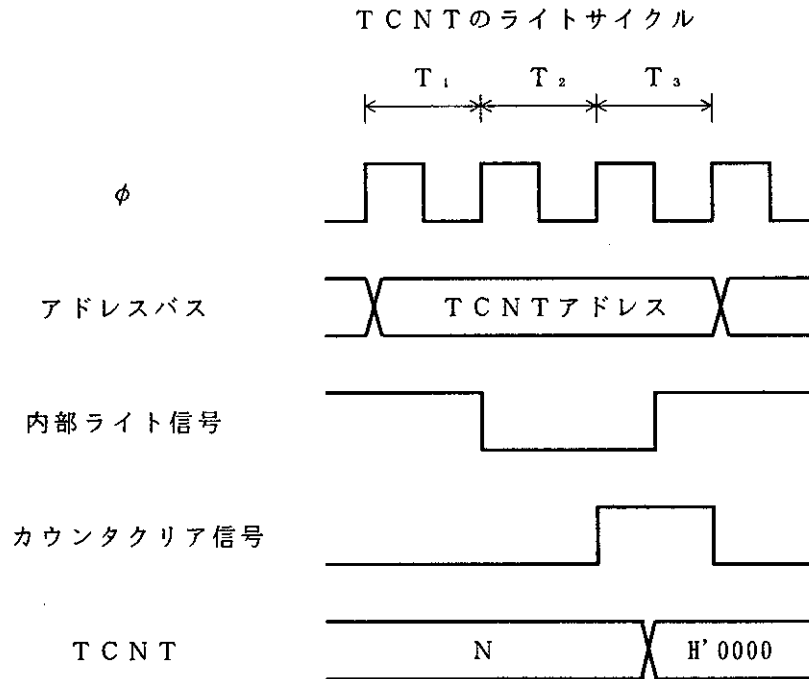 TCNTのライトサイクル
T₁ T₂ T₃
φ
アドレスバス TCNTアドレス
内部ライト信号
カウンタクリア信号
TCNT N H'0000